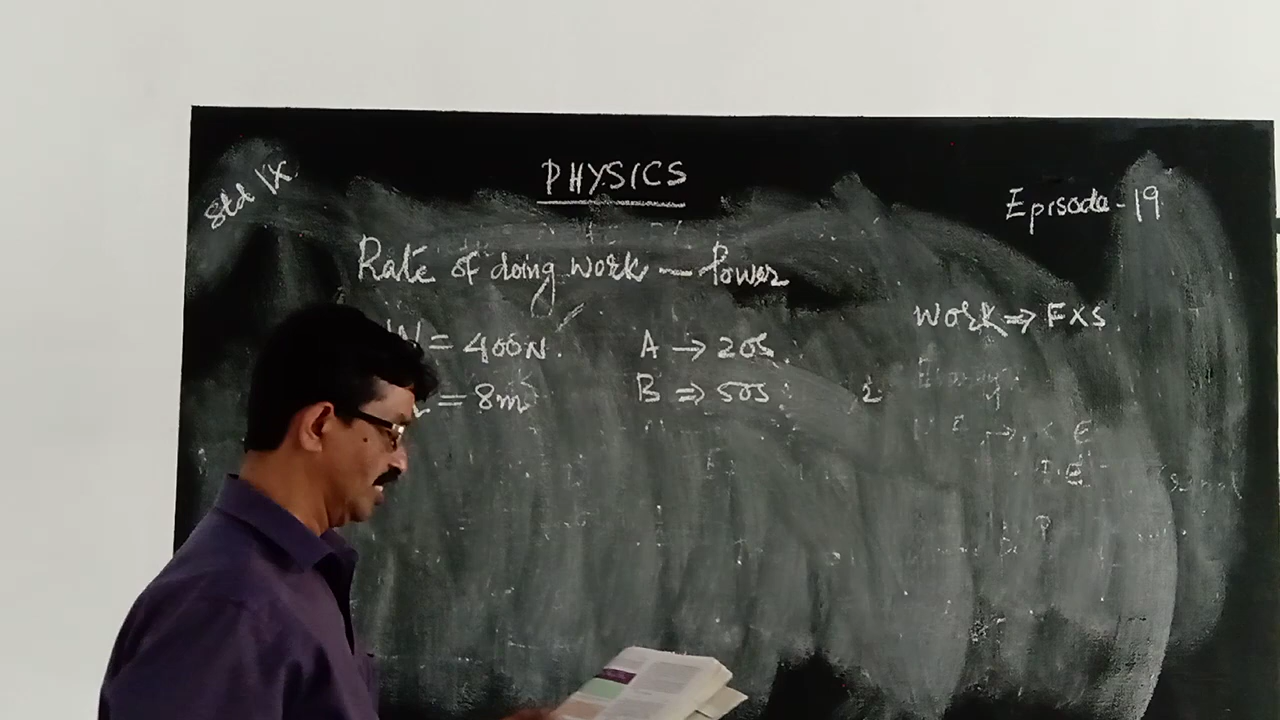 Std IX
PHYSICS
Episode-19
Rate of doing work — Power
W = 400N.
A → 20s.
Work ⇒ F×S
= 8m
B ⇒ 50s